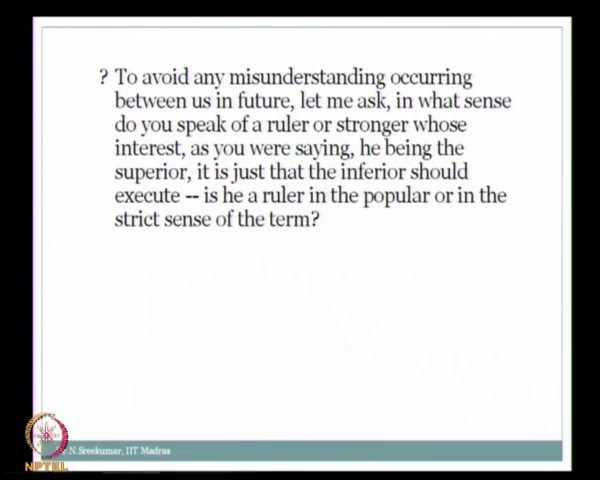 ? To avoid any misunderstanding occurring
between us in future, let me ask, in what sense
do you speak of a ruler or stronger whose
interest, as you were saying, he being the
superior, it is just that the inferior should
execute -- is he a ruler in the popular or in the
strict sense of the term?
.N.Sreekumar, IIT Madras
NPTEL